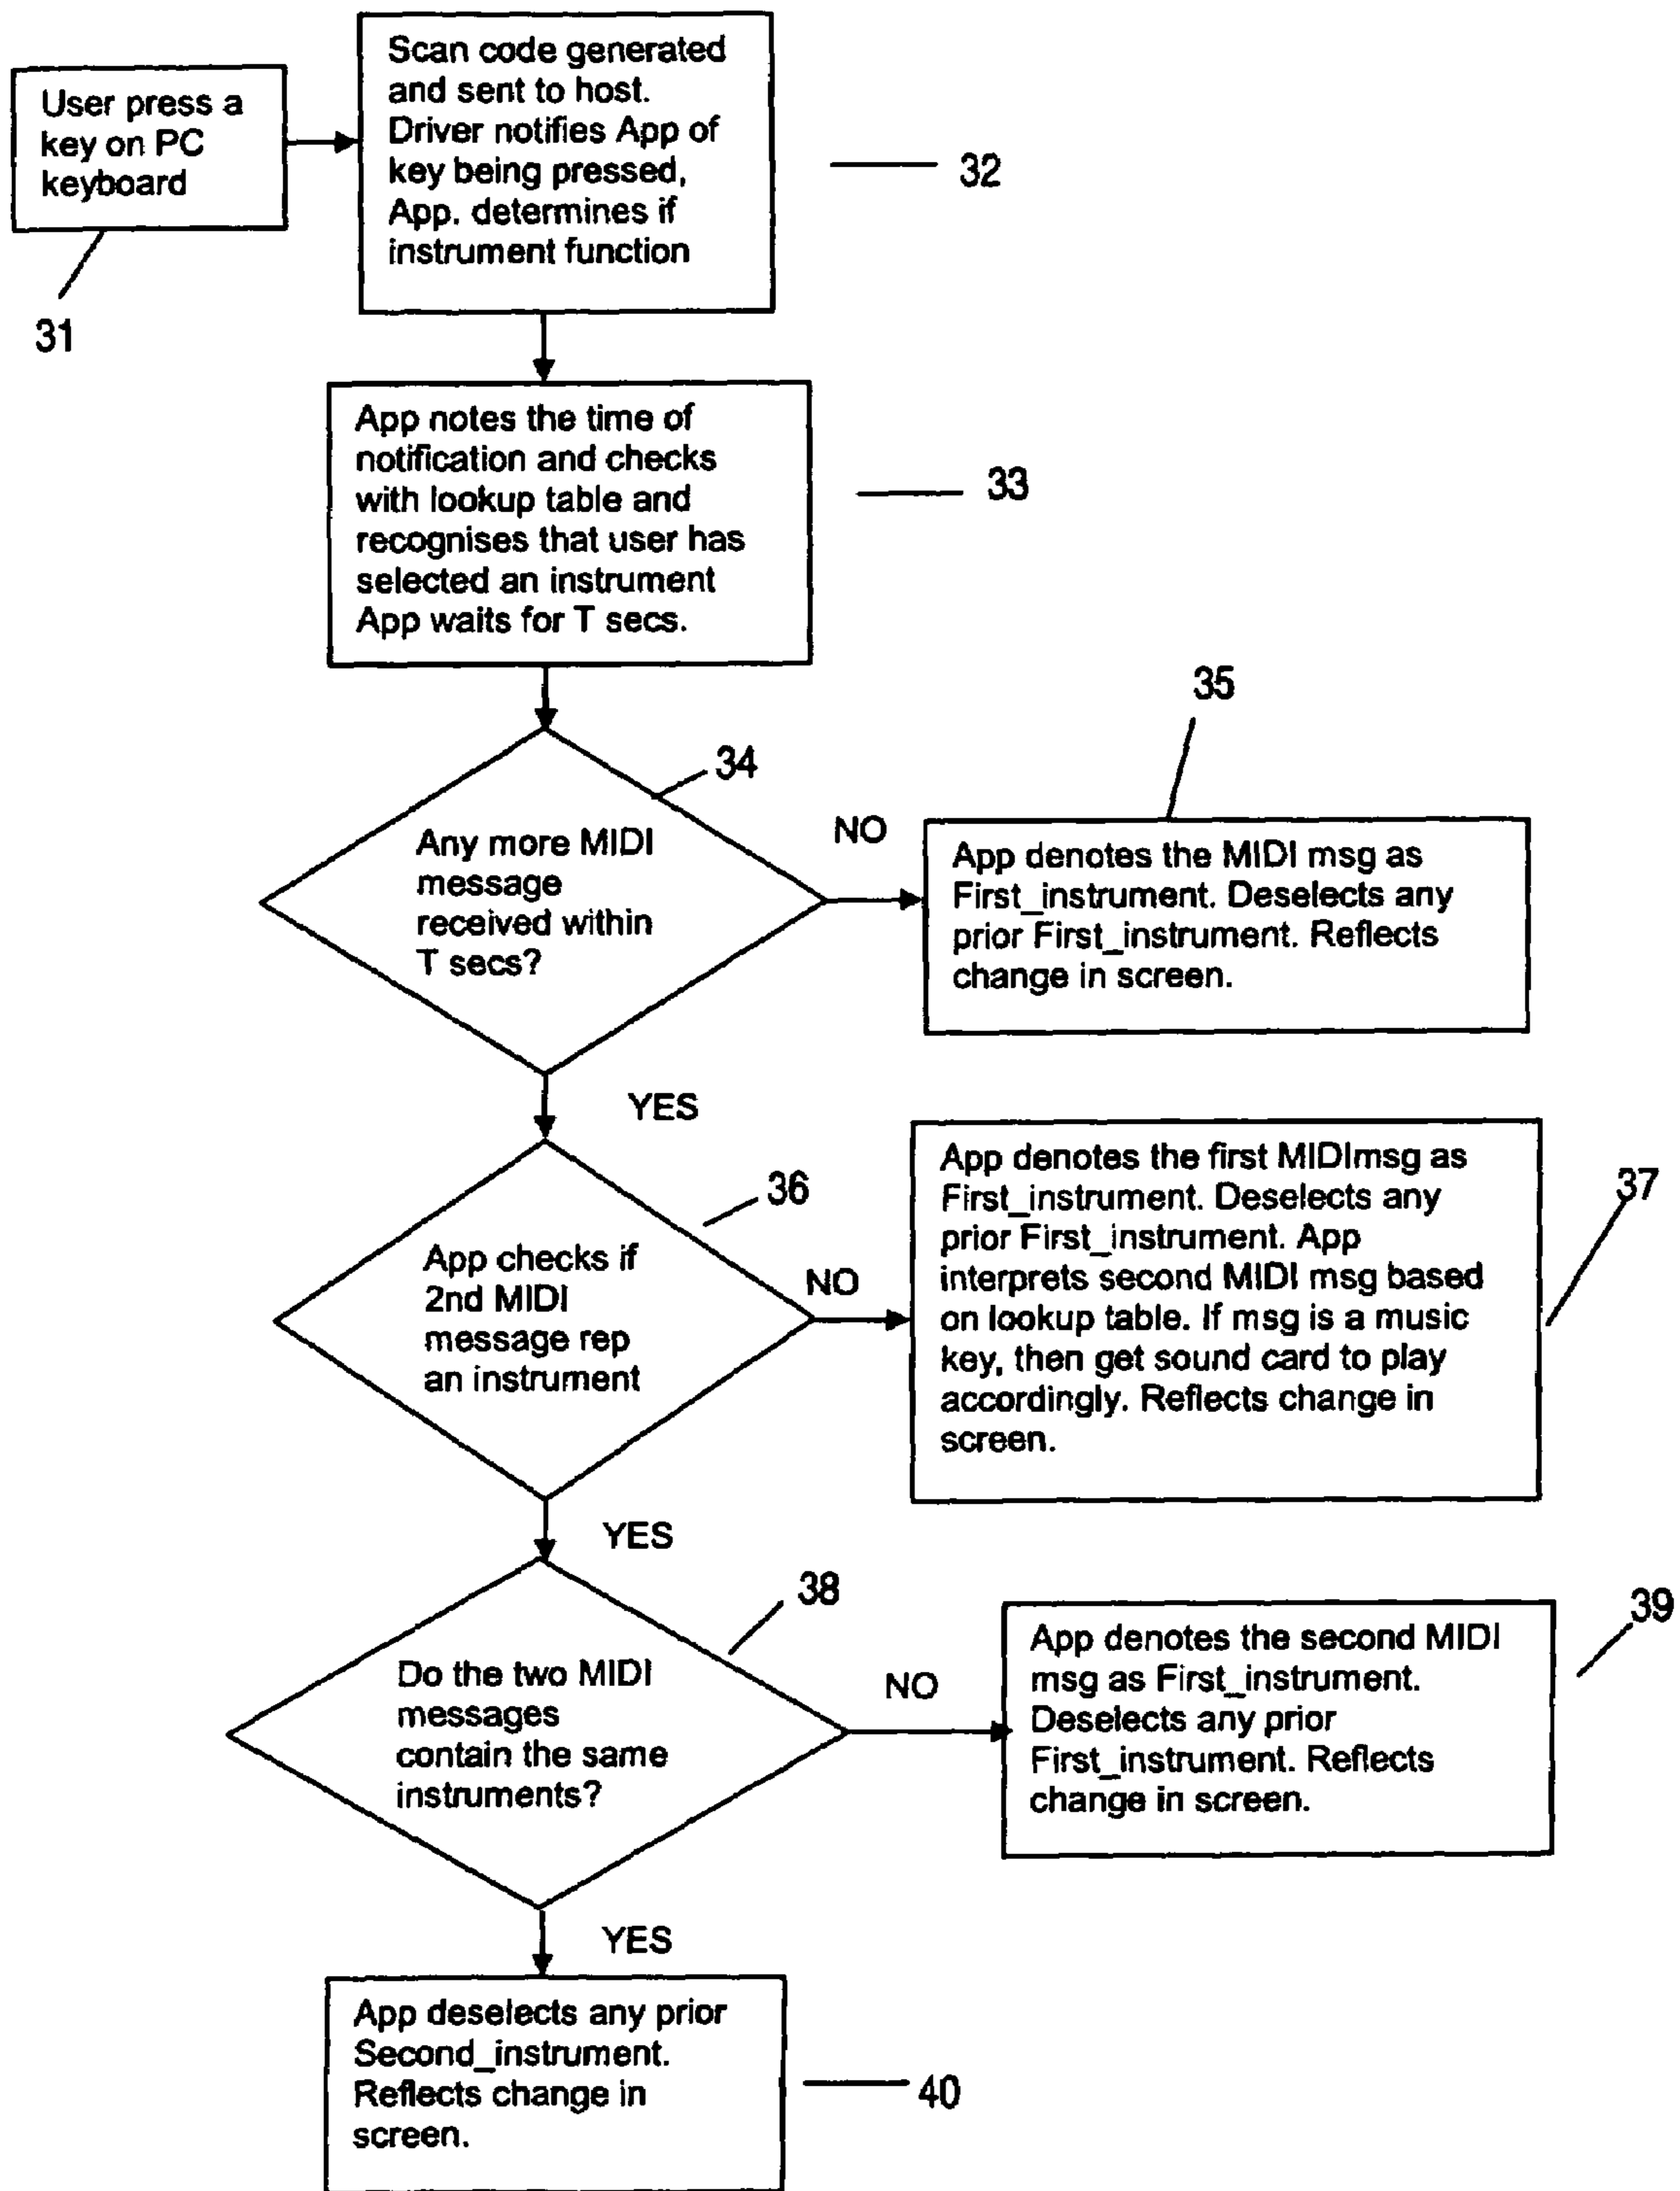 User press a
key on PC
keyboard
31
Scan code generated
and sent to host.
Driver notifies App of
key being pressed,
App. determines if
instrument function
32
App notes the time of
notification and checks
with lookup table and
recognises that user has
selected an instrument
App waits for T secs.
33
34
Any more MIDI
message
received within
T secs?
NO
35
App denotes the MIDI msg as
First_instrument. Deselects any
prior First_instrument. Reflects
change in screen.
YES
36
App checks if
2nd MIDI
message rep
an instrument
NO
App denotes the first MIDImsg as
First_instrument. Deselects any
prior First_instrument. App
interprets second MIDI msg based
on lookup table. If msg is a music
key, then get sound card to play
accordingly. Reflects change in
screen.
37
YES
38
Do the two MIDI
messages
contain the same
instruments?
NO
App denotes the second MIDI
msg as First_instrument.
Deselects any prior
First_instrument. Reflects
change in screen.
39
YES
App deselects any prior
Second_instrument.
Reflects change in
screen.
40